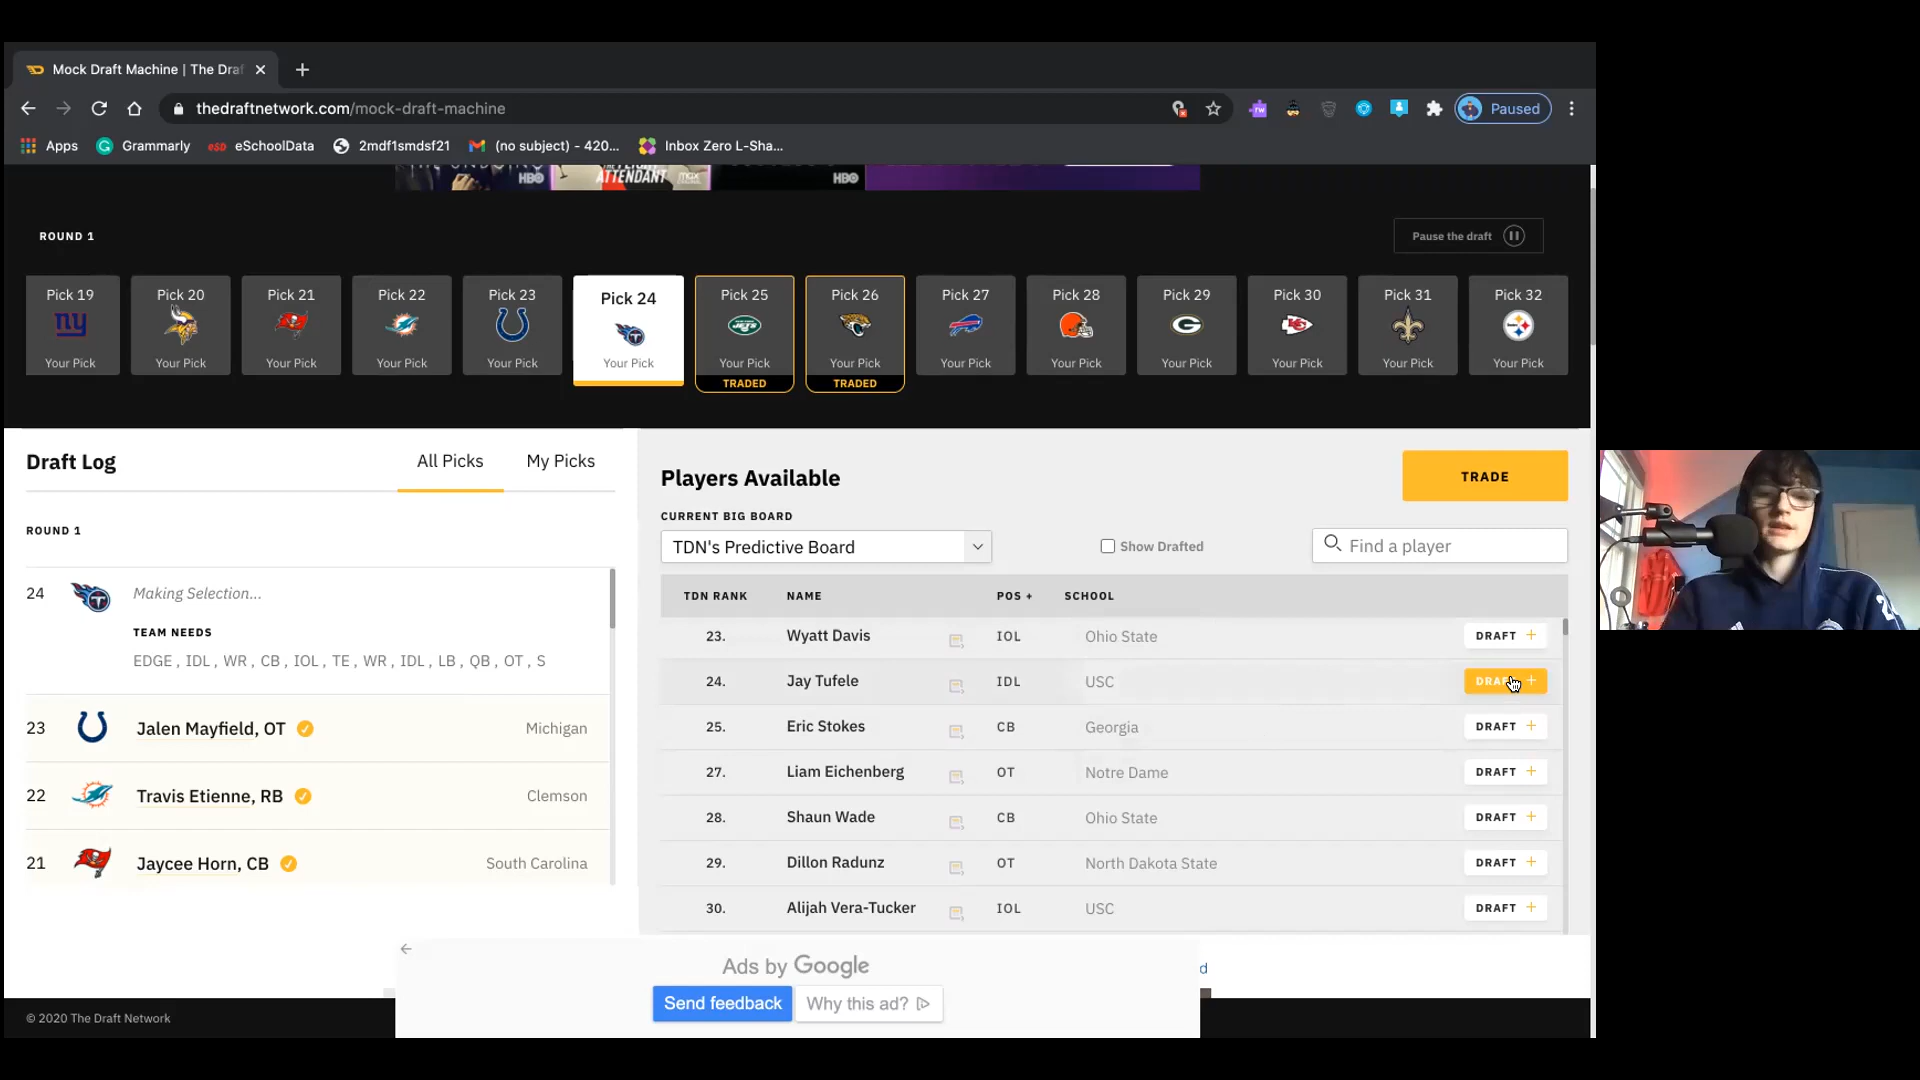 Mock Draft Machine | The Draf
thedraftnetwork.com/mock-draft-machine
Paused
Apps
Grammarly
eSchoolData
2mdf1smdsf21
(no subject) - 420...
Inbox Zero L-Sha...
HBO
ATTENDANT
max
HBO
ROUND 1
Pause the draft
Pick 19
ny
Your Pick
Pick 20
Your Pick
Pick 21
Your Pick
Pick 22
Your Pick
Pick 23
Your Pick
Pick 24
T
Your Pick
Pick 25
JETS
Your Pick
TRADED
Pick 26
Your Pick
TRADED
Pick 27
Your Pick
Pick 28
Your Pick
Pick 29
G
Your Pick
Pick 30
KC
Your Pick
Pick 31
Your Pick
Pick 32
Your Pick
Draft Log
All Picks
My Picks
ROUND 1
24
Making Selection...
TEAM NEEDS
EDGE , IDL , WR , CB , IOL , TE , WR , IDL , LB , QB , OT , S
23 Jalen Mayfield, OT Michigan
22 Travis Etienne, RB Clemson
21 Jaycee Horn, CB South Carolina
Players Available
TRADE
CURRENT BIG BOARD
TDN's Predictive Board
Show Drafted
Find a player
TDN RANK NAME POS + SCHOOL
23. Wyatt Davis IOL Ohio State DRAFT +
24. Jay Tufele IDL USC DRAFT +
25. Eric Stokes CB Georgia DRAFT +
27. Liam Eichenberg OT Notre Dame DRAFT +
28. Shaun Wade CB Ohio State DRAFT +
29. Dillon Radunz OT North Dakota State DRAFT +
30. Alijah Vera-Tucker IOL USC DRAFT +
Ads by Google
Send feedback
Why this ad?
d
© 2020 The Draft Network